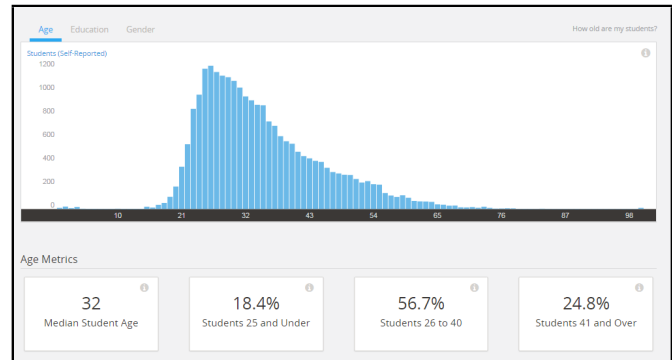 Age Education Gender How old are my students?
Students (Self-Reported)
1200
1000
800
600
400
200
0
10 21 32 43 54 65 76 87 98
Age Metrics
32 18.4% 56.7% 24.8%
Median Student Age Students 25 and Under Students 26 to 40 Students 41 and Over